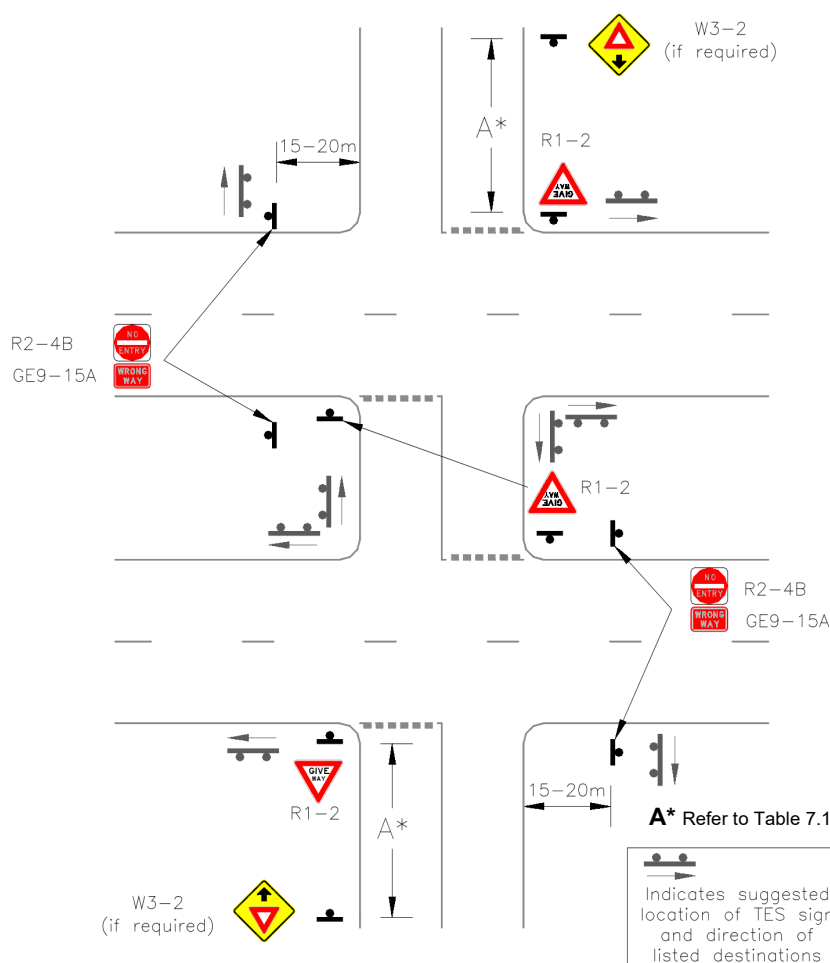 W3-2
(if required)
A*
R1-2
15-20m
GIVE
WAY
R2-4B
NO
ENTRY
GE9-15A
WRONG
WAY
GIVE
WAY
R1-2
NO
ENTRY
R2-4B
WRONG
WAY
GE9-15A
GIVE
WAY
R1-2
A*
15-20m
A* Refer to Table 7.1
W3-2
(if required)
Indicates suggested
location of TES sign
and direction of
listed destinations